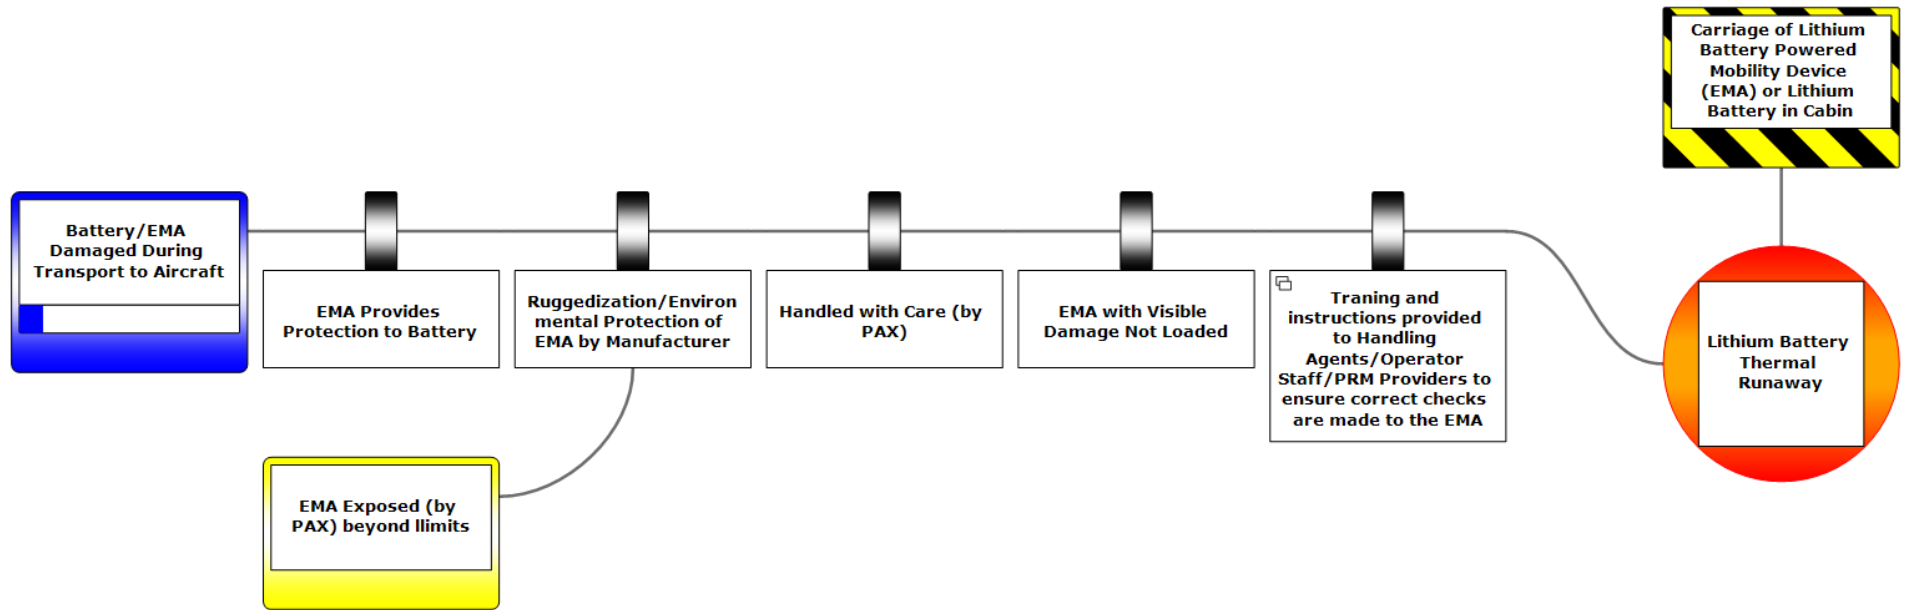 Carriage of Lithium
Battery Powered
Mobility Device
(EMA) or Lithium
Battery in Cabin
Battery/EMA
Damaged During
Transport to Aircraft
EMA Provides
Protection to Battery
Ruggedization/Environ
mental Protection of
EMA by Manufacturer
Handled with Care (by
PAX)
EMA with Visible
Damage Not Loaded
Traning and
instructions provided
to Handling
Agents/Operator
Staff/PRM Providers to
ensure correct checks
are made to the EMA
Lithium Battery
Thermal
Runaway
EMA Exposed (by
PAX) beyond llimits